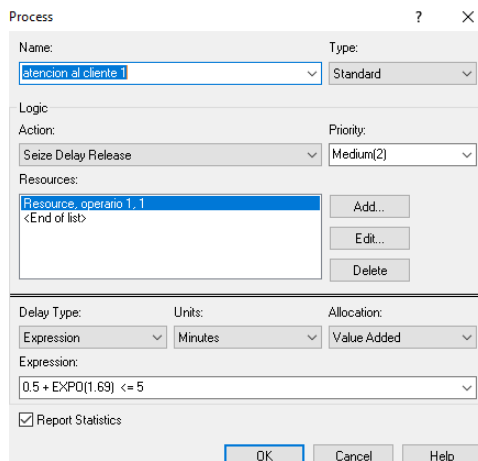 Process ? ×
Name: Type:
atencion al cliente 1 Standard
Logic
Action: Priority:
Seize Delay Release Medium(2)
Resources:
Resource, operario 1, 1
<End of list>
Add...
Edit...
Delete
Delay Type: Units: Allocation:
Expression Minutes Value Added
Expression:
0.5 + EXPO(1.69) <= 5
Report Statistics
OK Cancel Help